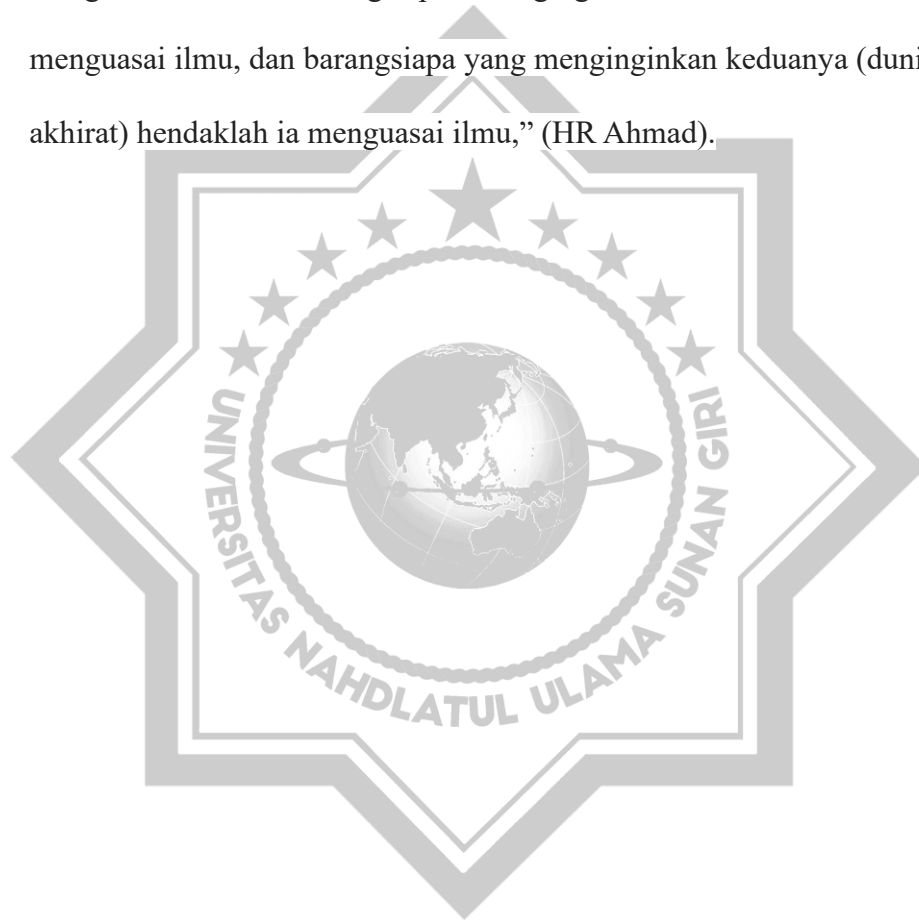 menguasai ilmu, dan barangsiapa yang menginginkan keduanya (duni
akhirat) hendaklah ia menguasai ilmu,” (HR Ahmad).
UNIVERSITAS NAHDLATUL ULAMA SUNAN GIRI